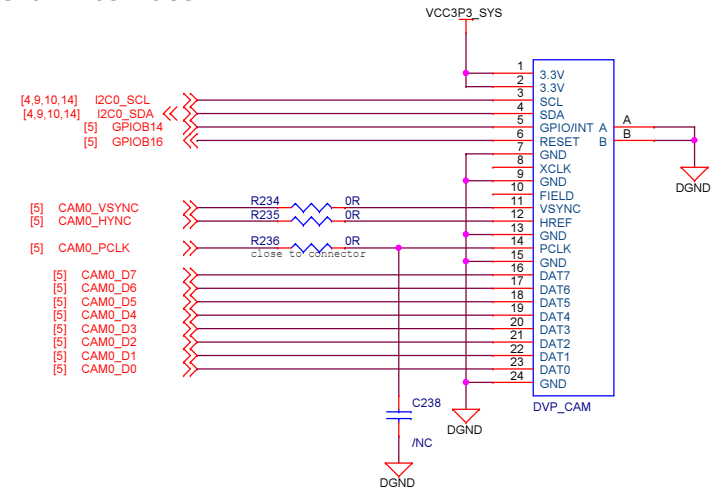 VCC3P3_SYS
1 3.3V
2 3.3V
[4,9,10,14] I2C0_SCL 3 SCL
[4,9,10,14] I2C0_SDA 4 SDA
[5] GPIOB14 5 GPIO/INT A A
[5] GPIOB16 6 RESET B B
7 GND
8 XCLK
9 GND
10 FIELD
DGND
[5] CAM0_VSYNC R234 0R 11 VSYNC
[5] CAM0_HYNC R235 0R 12 HREF
13 GND
[5] CAM0_PCLK R236 0R 14 PCLK
close to connector
15 GND
[5] CAM0_D7 16 DAT7
[5] CAM0_D6 17 DAT6
[5] CAM0_D5 18 DAT5
[5] CAM0_D4 19 DAT4
[5] CAM0_D3 20 DAT3
[5] CAM0_D2 21 DAT2
[5] CAM0_D1 22 DAT1
[5] CAM0_D0 23 DAT0
24 GND
C238
DVP_CAM
DGND
/NC
DGND